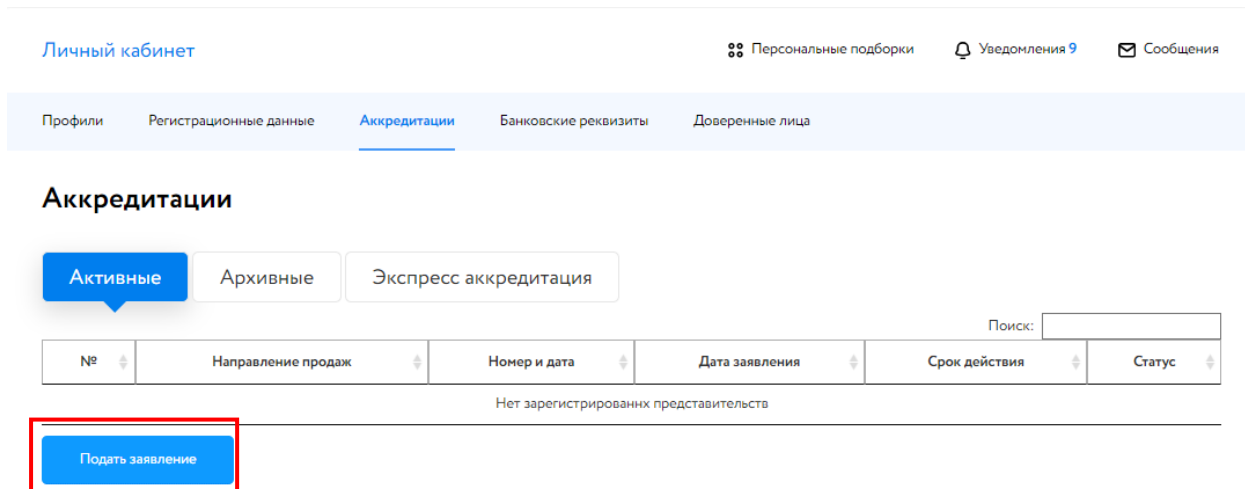 Личный кабинет Персональные подборки Уведомления 9 Сообщения
Профили Регистрационные данные Аккредитации Банковские реквизиты Доверенные лица
Аккредитации
Активные Архивные Экспресс аккредитация
Поиск:
№ Направление продаж Номер и дата Дата заявления Срок действия Статус
Нет зарегистрированнх представительств
Подать заявление